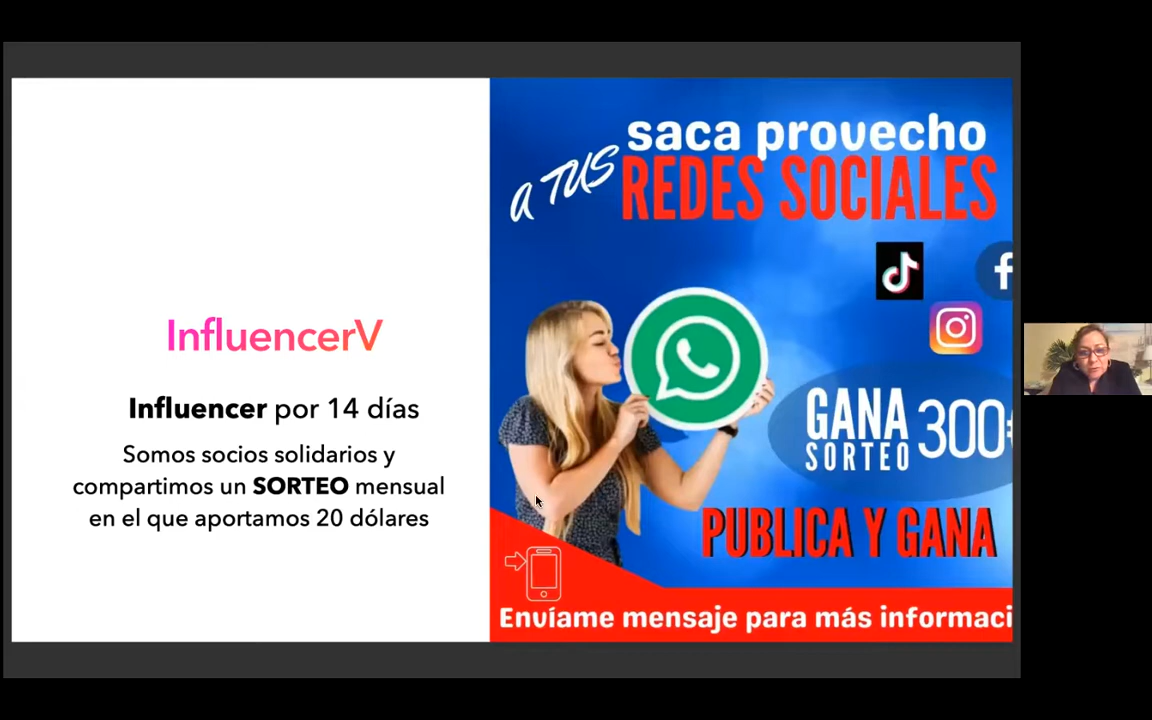 InfluencerV
Influencer por 14 días
Somos socios solidarios y
compartimos un SORTEO mensual
en el que aportamos 20 dólares
saca provecho
A TUS
REDES SOCIALES
GANA
SORTEO
300
PUBLICA Y GANA
Envíame mensaje para más informaci